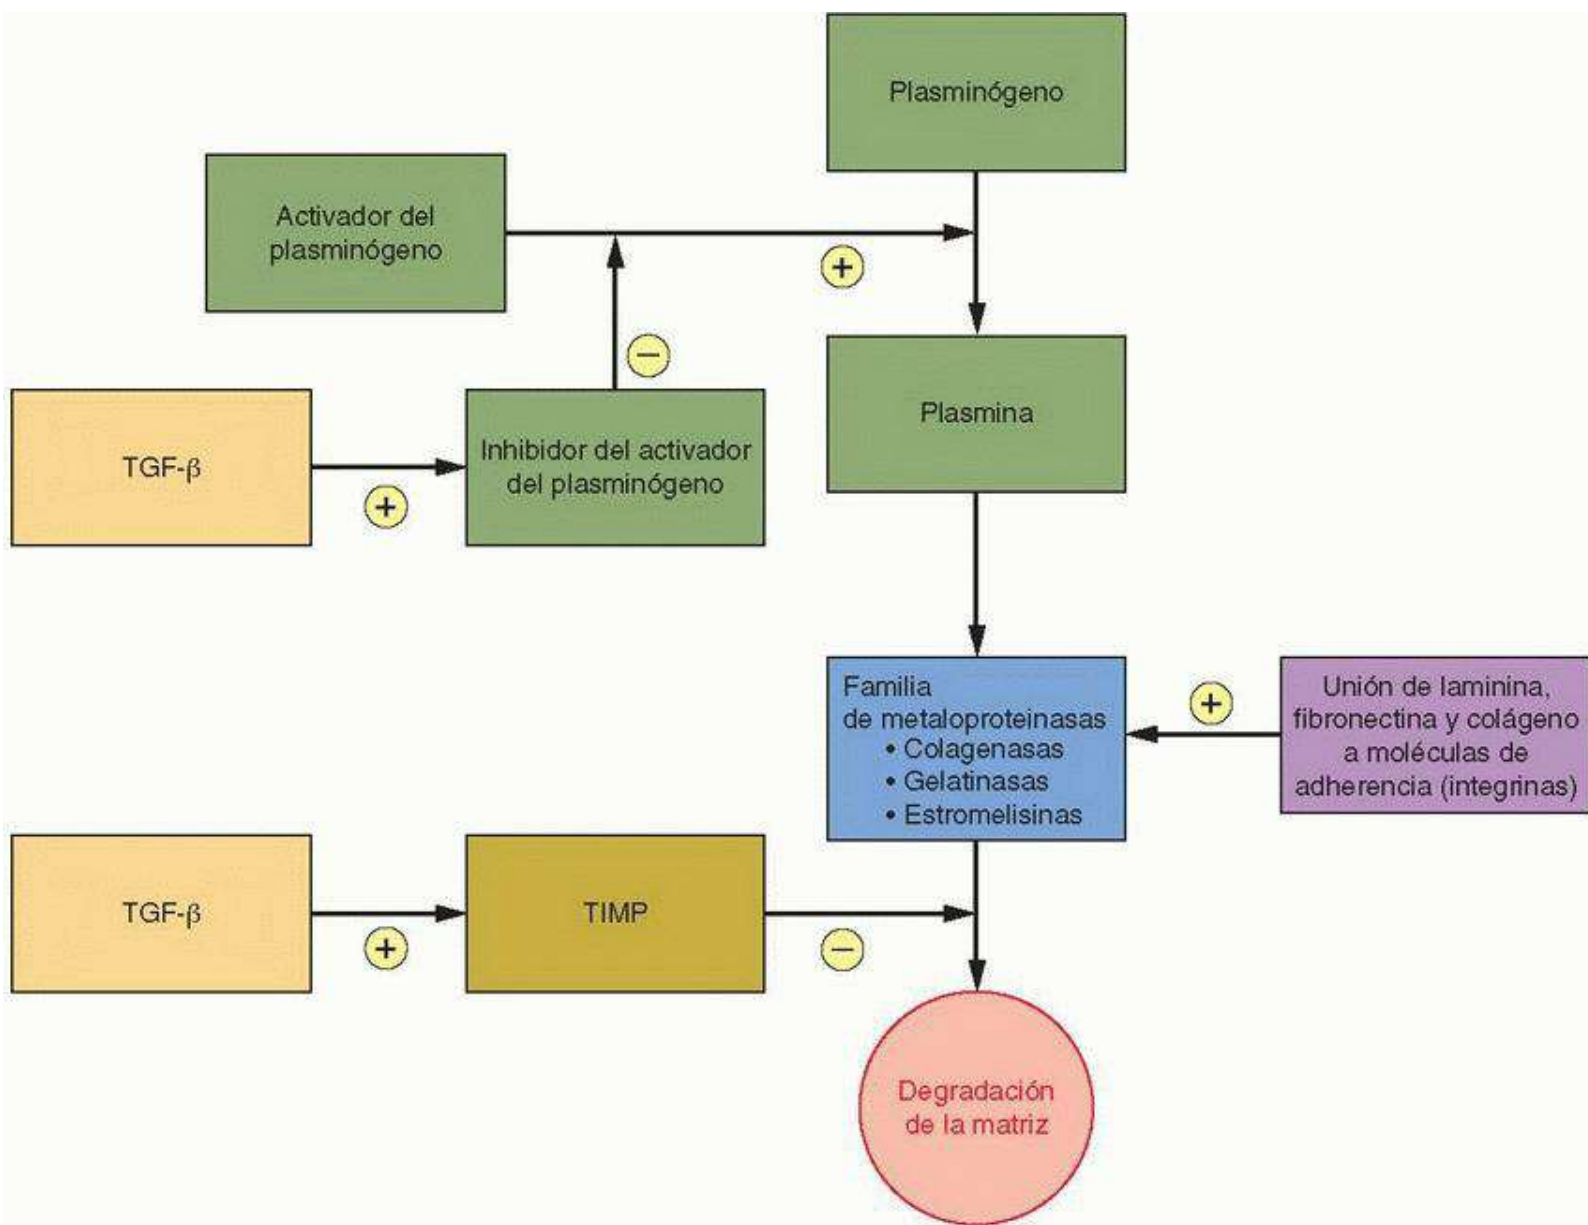 Plasminógeno
Activador del
plasminógeno
+
−
TGF-β
+
Inhibidor del activador
del plasminógeno
Plasmina
Familia
de metaloproteinasas
• Colagenasas
• Gelatinasas
• Estromelisinas
+
Unión de laminina,
fibronectina y colágeno
a moléculas de
adherencia (integrinas)
TGF-β
+
TIMP
−
Degradación
de la matriz